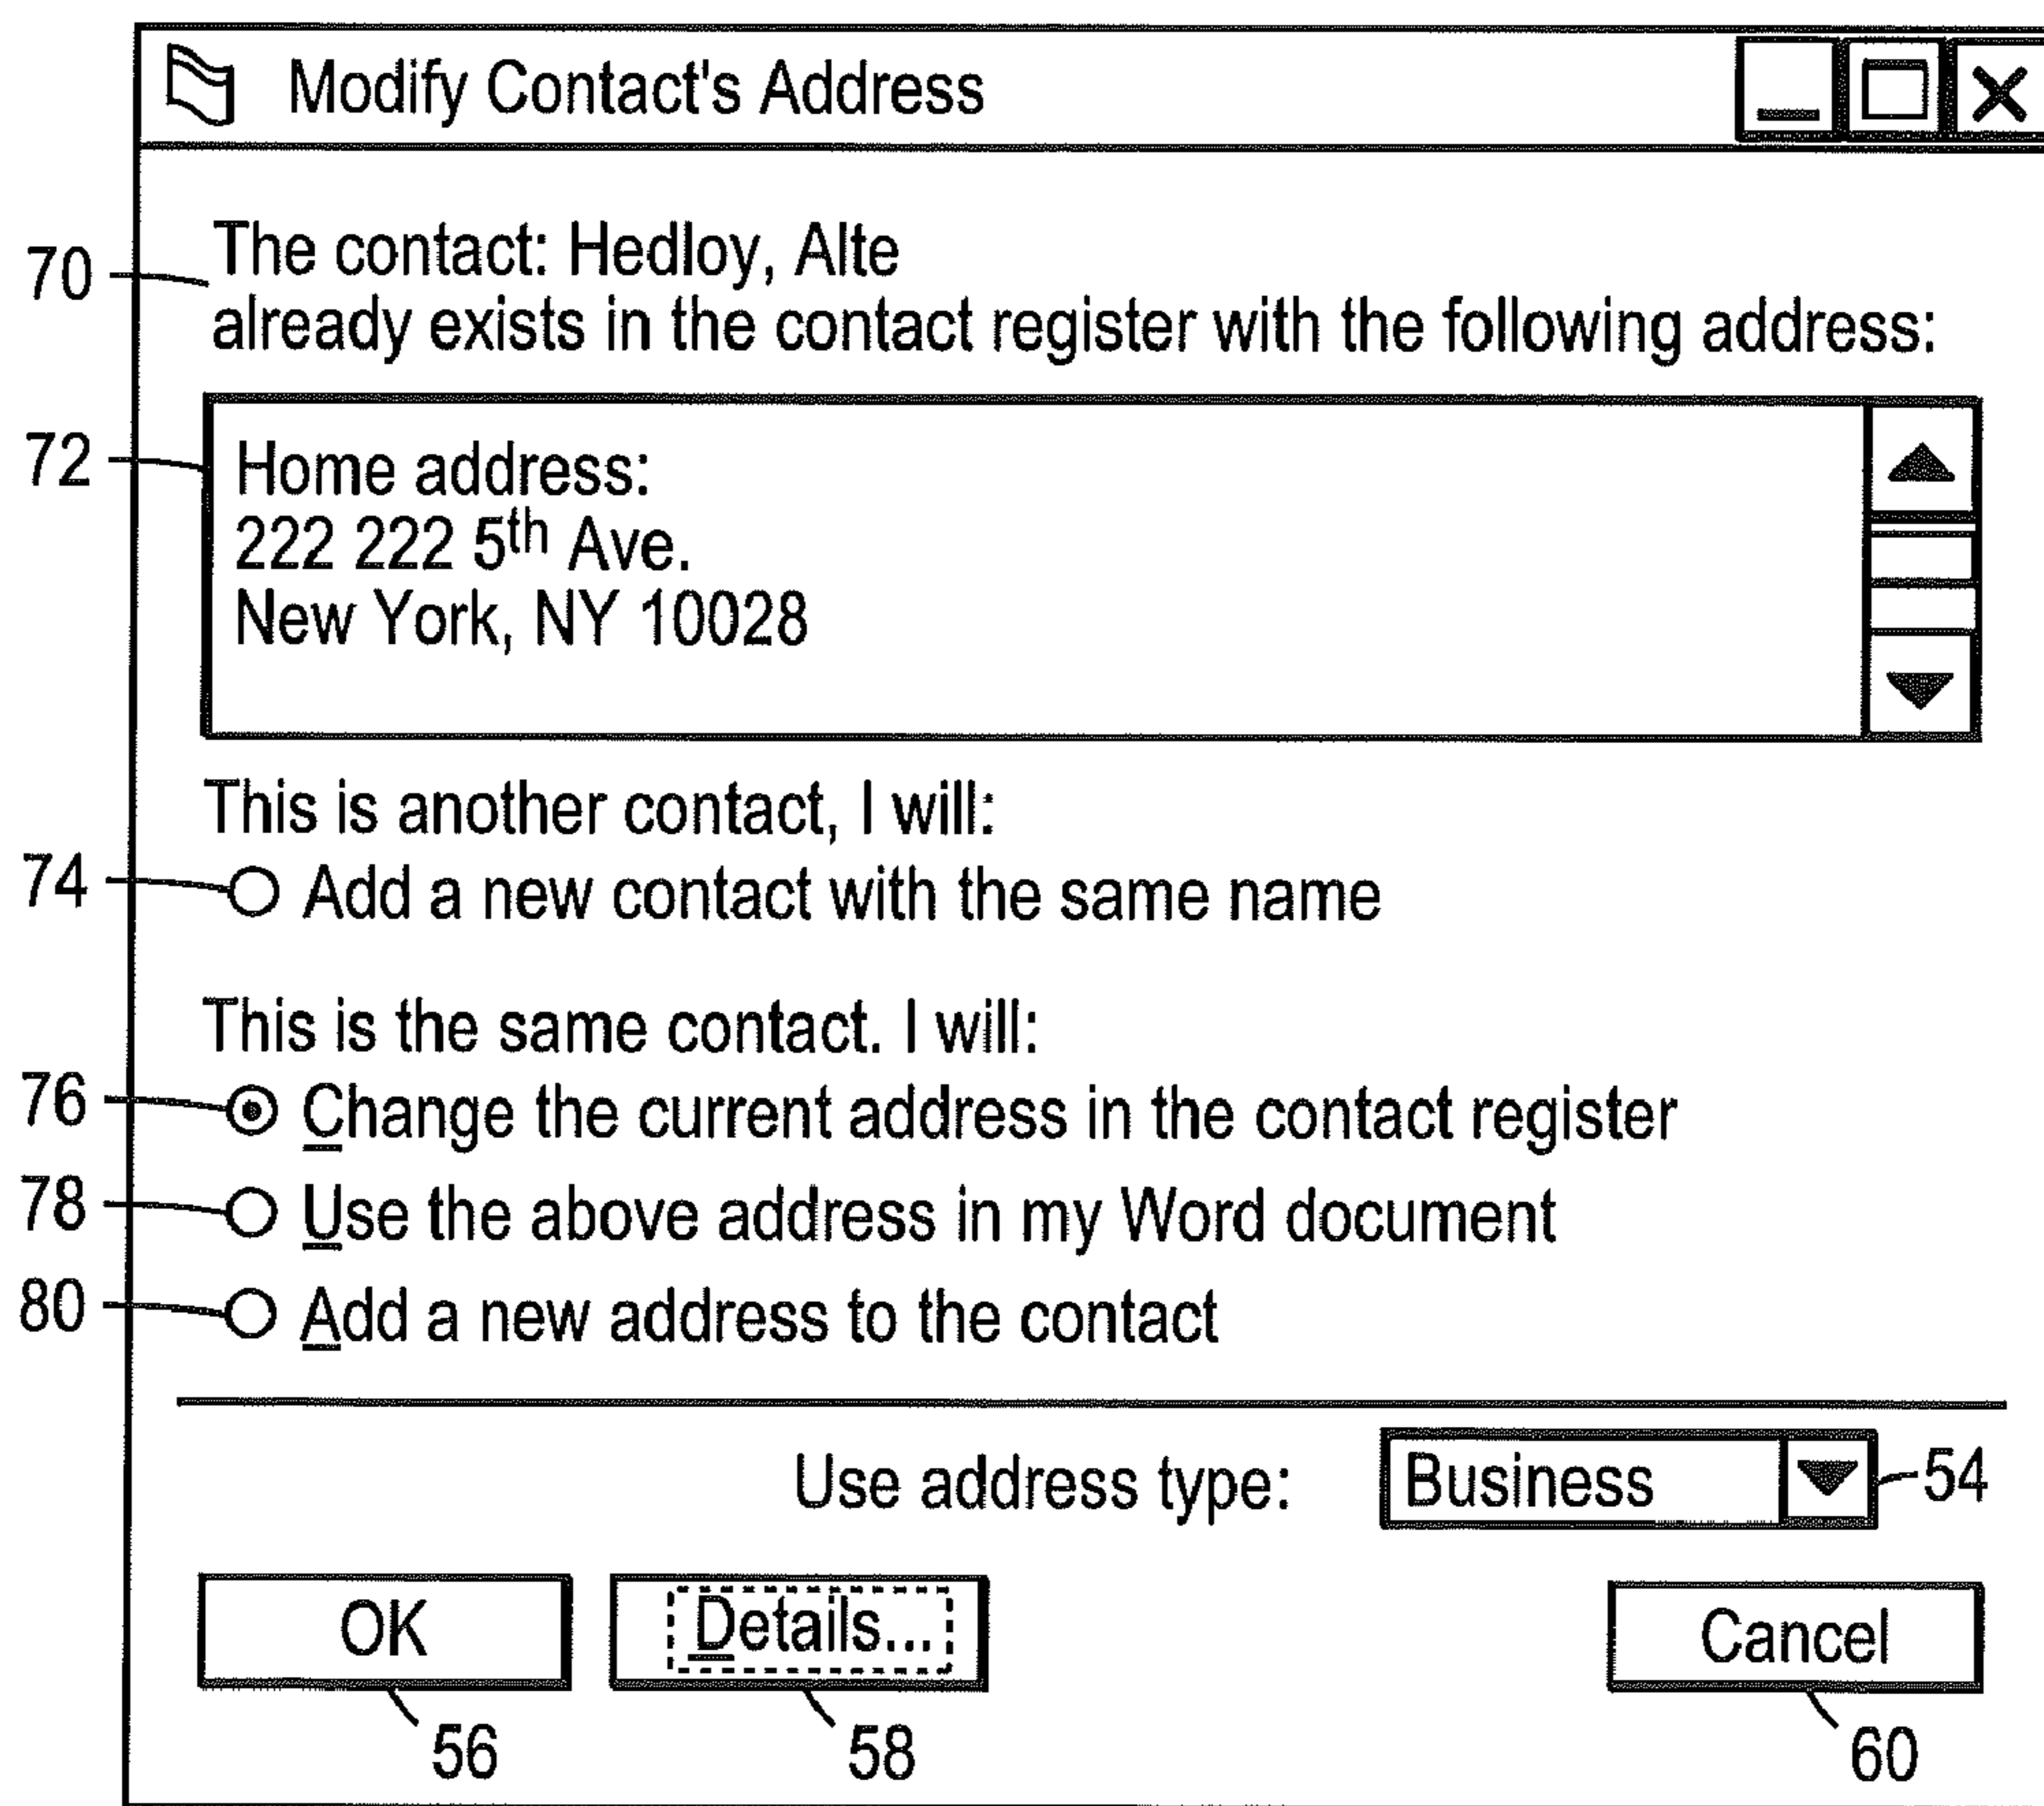 Modify Contact's Address
70
The contact: Hedloy, Alte
already exists in the contact register with the following address:
72
Home address:
222 222 5th Ave.
New York, NY 10028
This is another contact, I will:
74
Add a new contact with the same name
This is the same contact. I will:
76
Change the current address in the contact register
78
Use the above address in my Word document
80
Add a new address to the contact
Use address type: Business
54
OK Details... Cancel
56 58 60